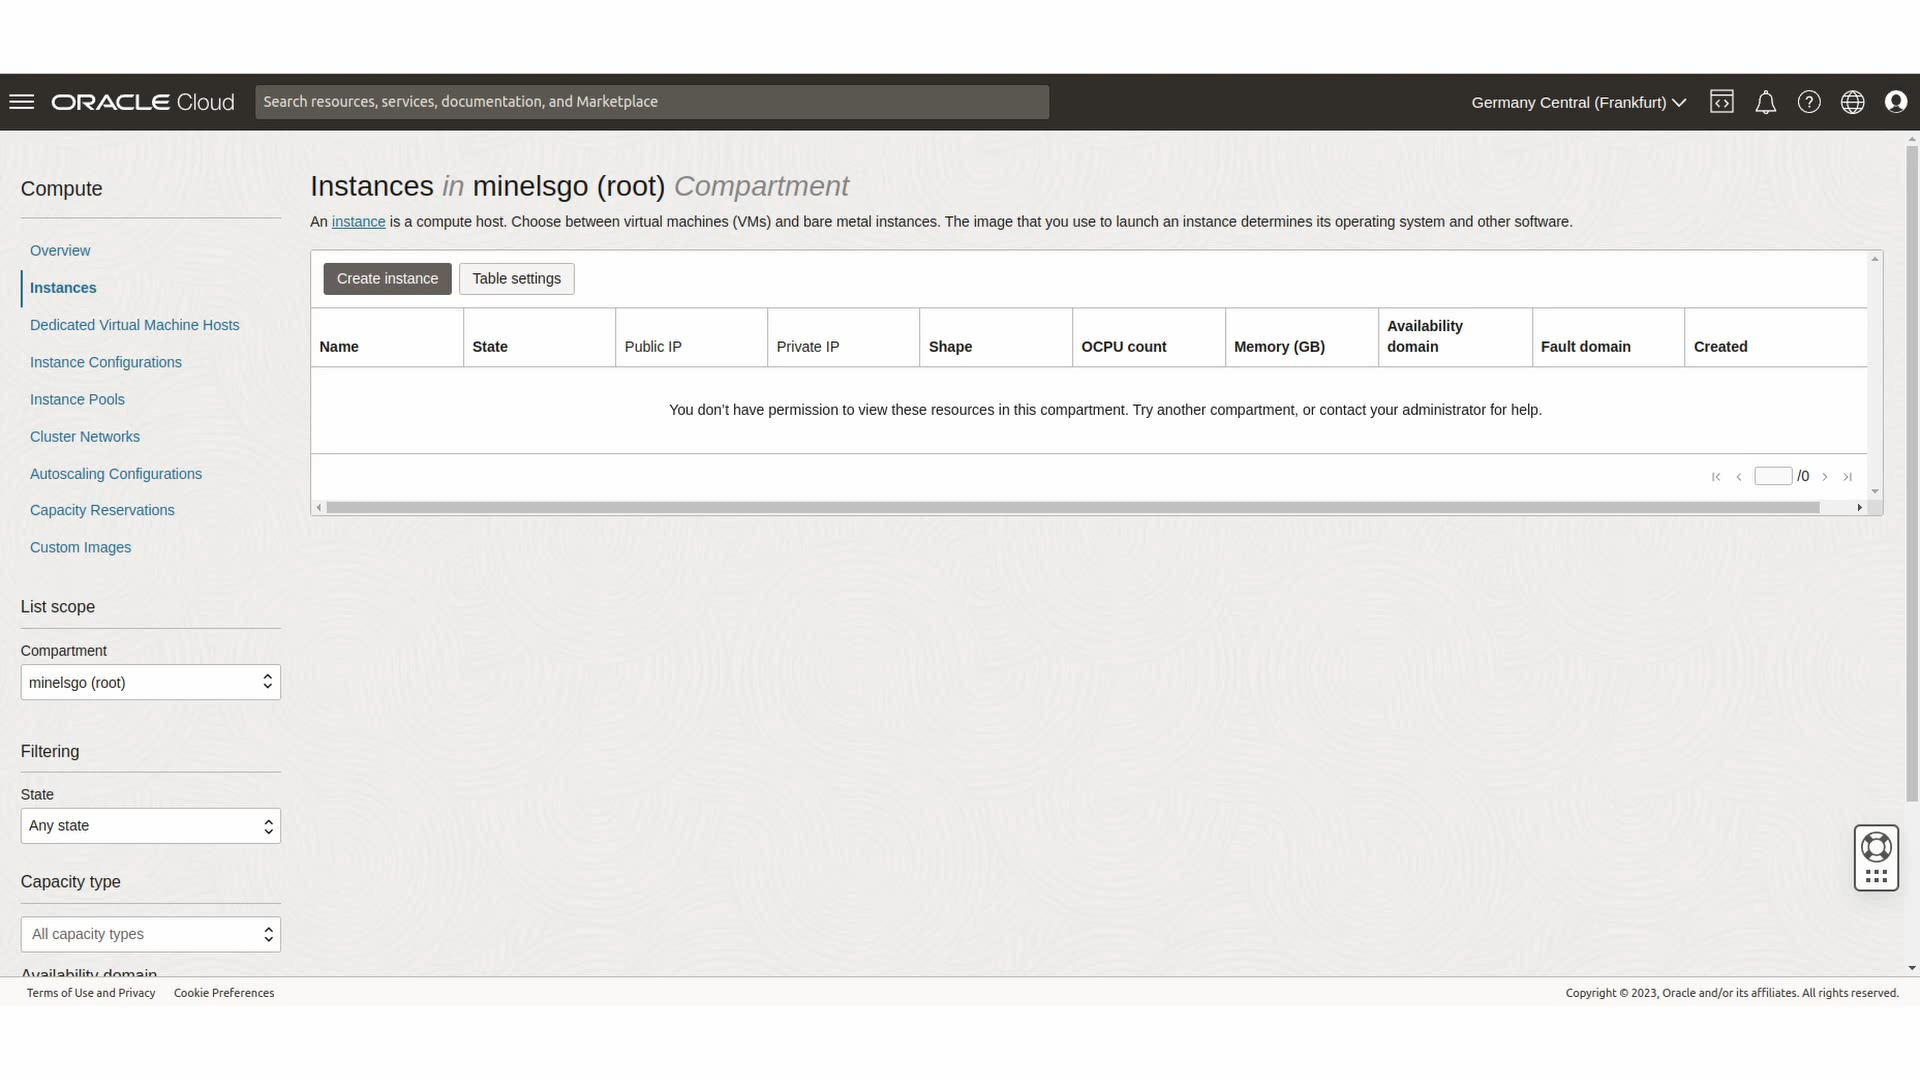 ORACLE Cloud
Search resources, services, documentation, and Marketplace
Germany Central (Frankfurt)
Compute
Overview
Instances
Dedicated Virtual Machine Hosts
Instance Configurations
Instance Pools
Cluster Networks
Autoscaling Configurations
Capacity Reservations
Custom Images
List scope
Compartment
minelsgo (root)
Filtering
State
Any state
Capacity type
All capacity types
Availability domain
Instances in minelsgo (root) Compartment
An instance is a compute host. Choose between virtual machines (VMs) and bare metal instances. The image that you use to launch an instance determines its operating system and other software.
Create instance
Table settings
Name
State
Public IP
Private IP
Shape
OCPU count
Memory (GB)
Availability
domain
Fault domain
Created
You don't have permission to view these resources in this compartment. Try another compartment, or contact your administrator for help.
/0
Terms of Use and Privacy
Cookie Preferences
Copyright © 2023, Oracle and/or its affiliates. All rights reserved.